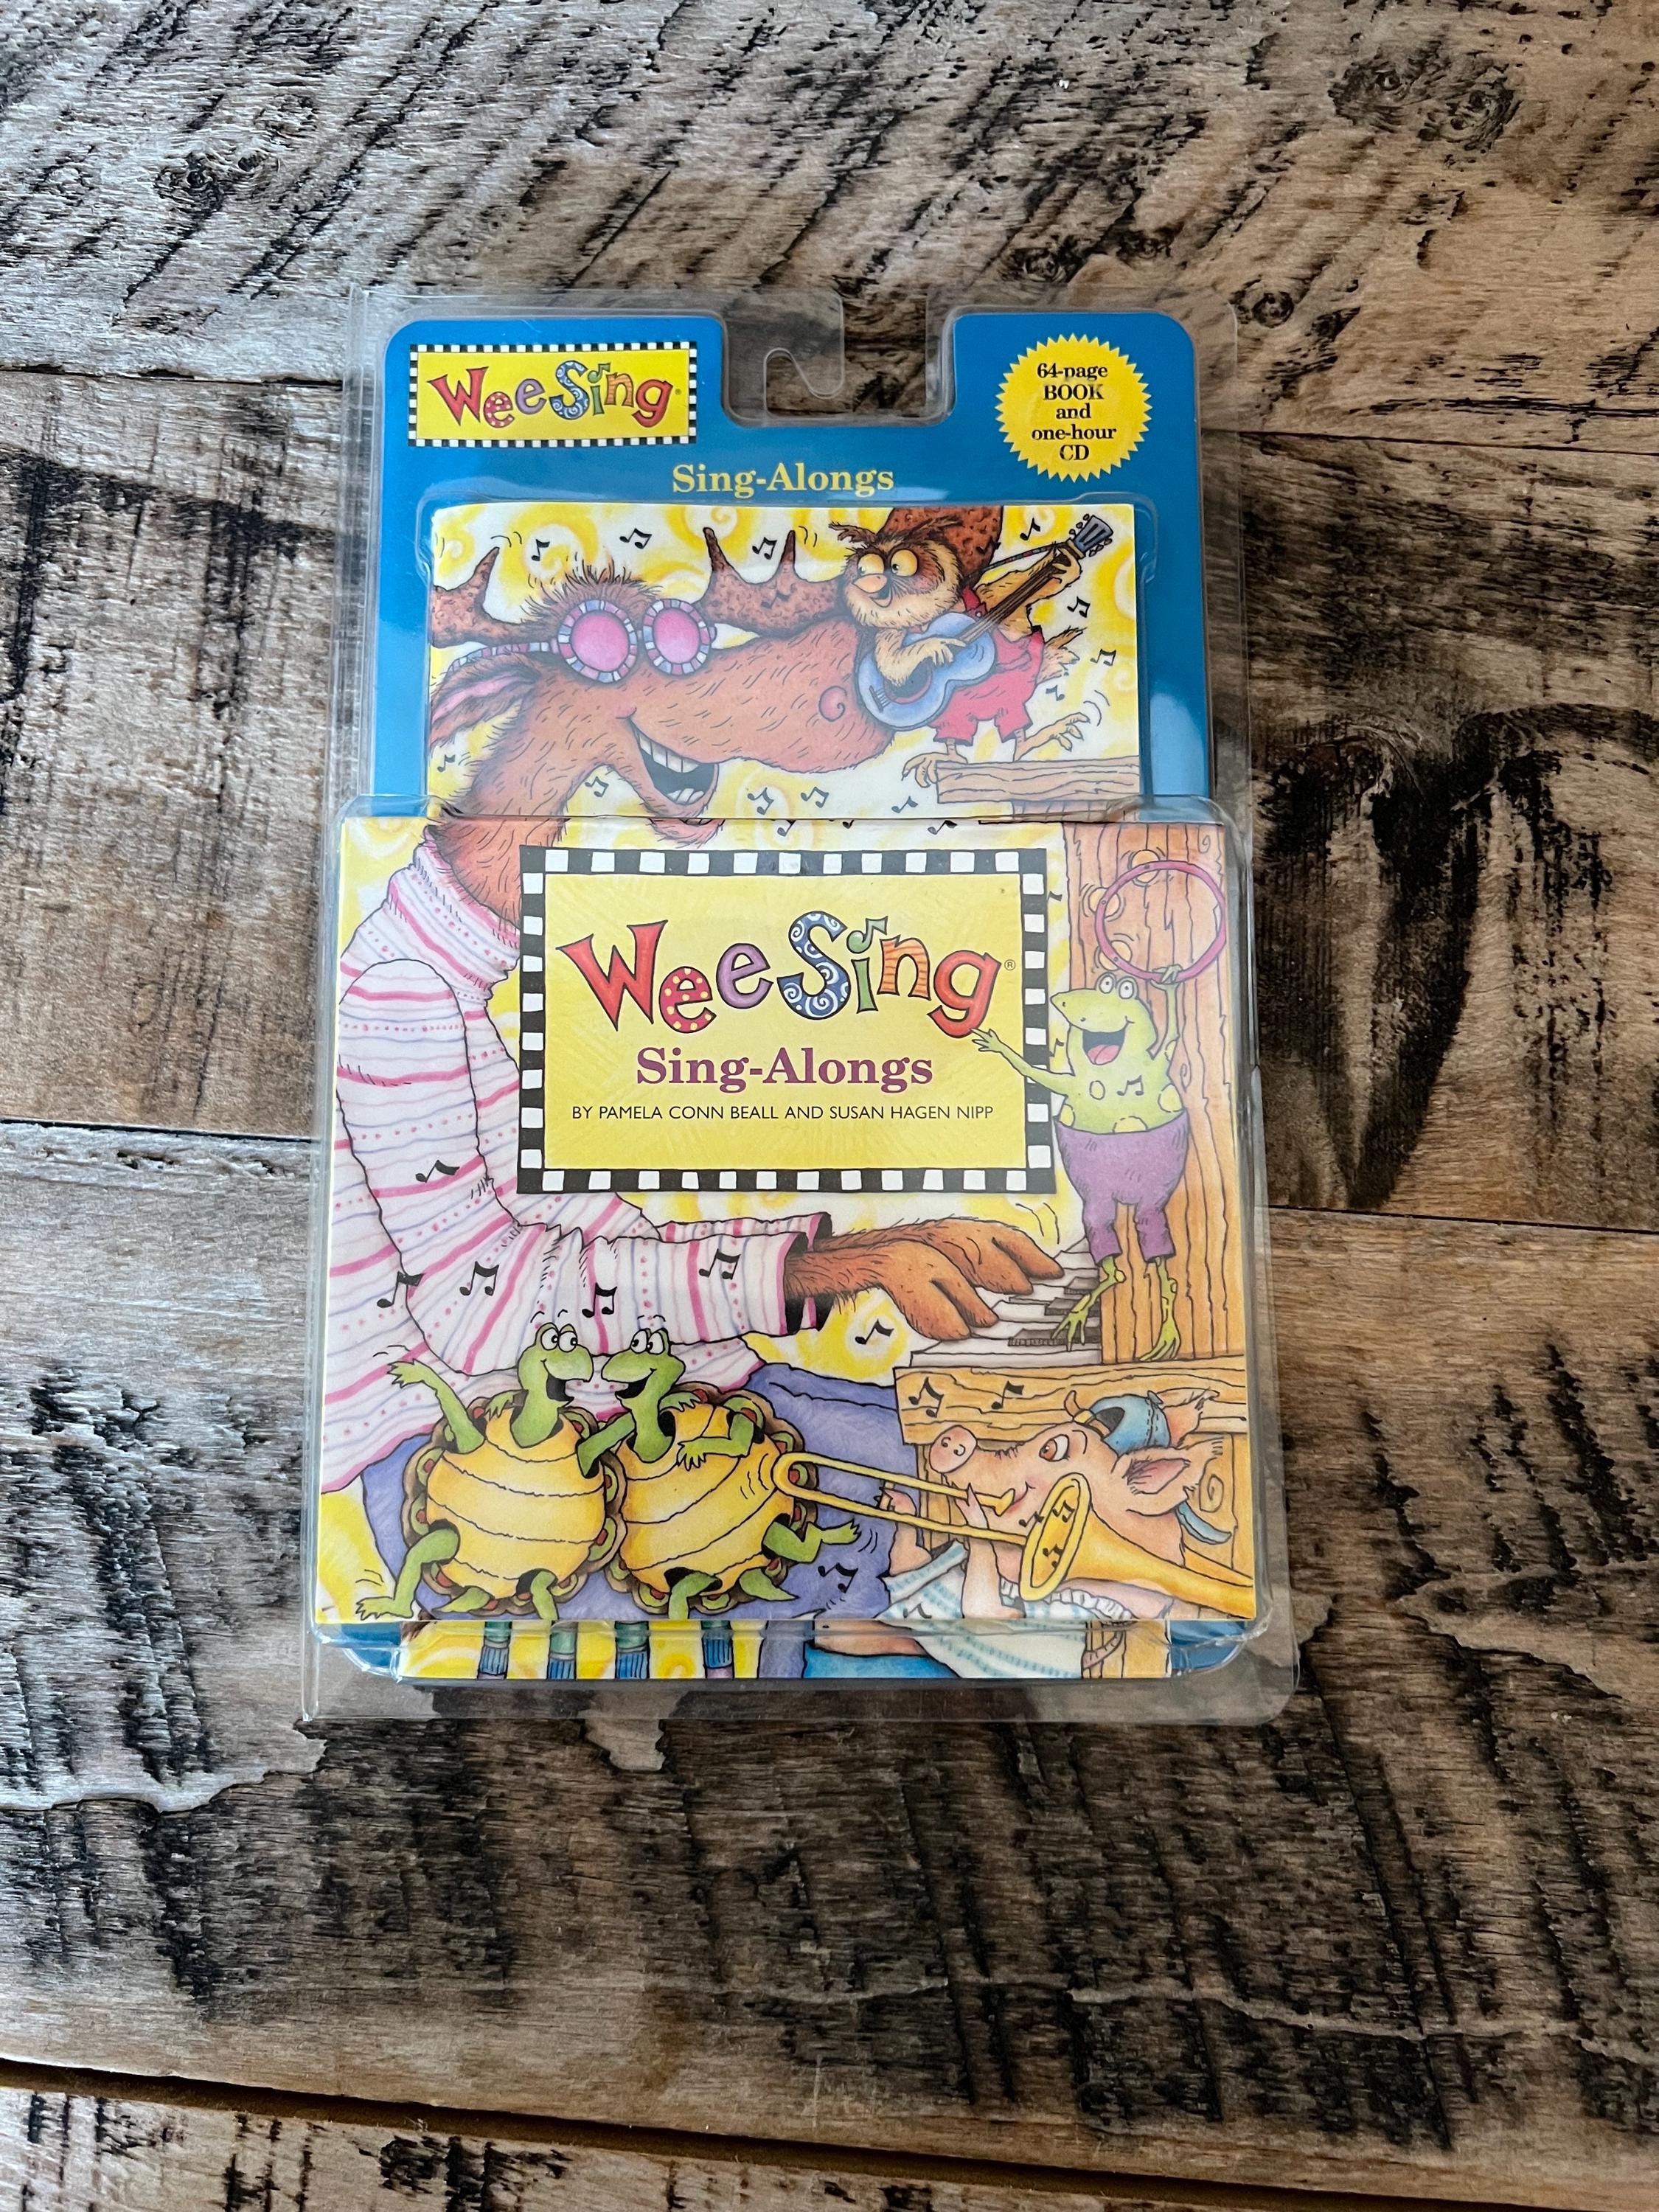 Wee Sing®
64-page
BOOK
and
one-hour
CD
Sing-Alongs
Wee Sing®
Sing-Alongs
BY PAMELA CONN BEALL AND SUSAN HAGEN NIPP